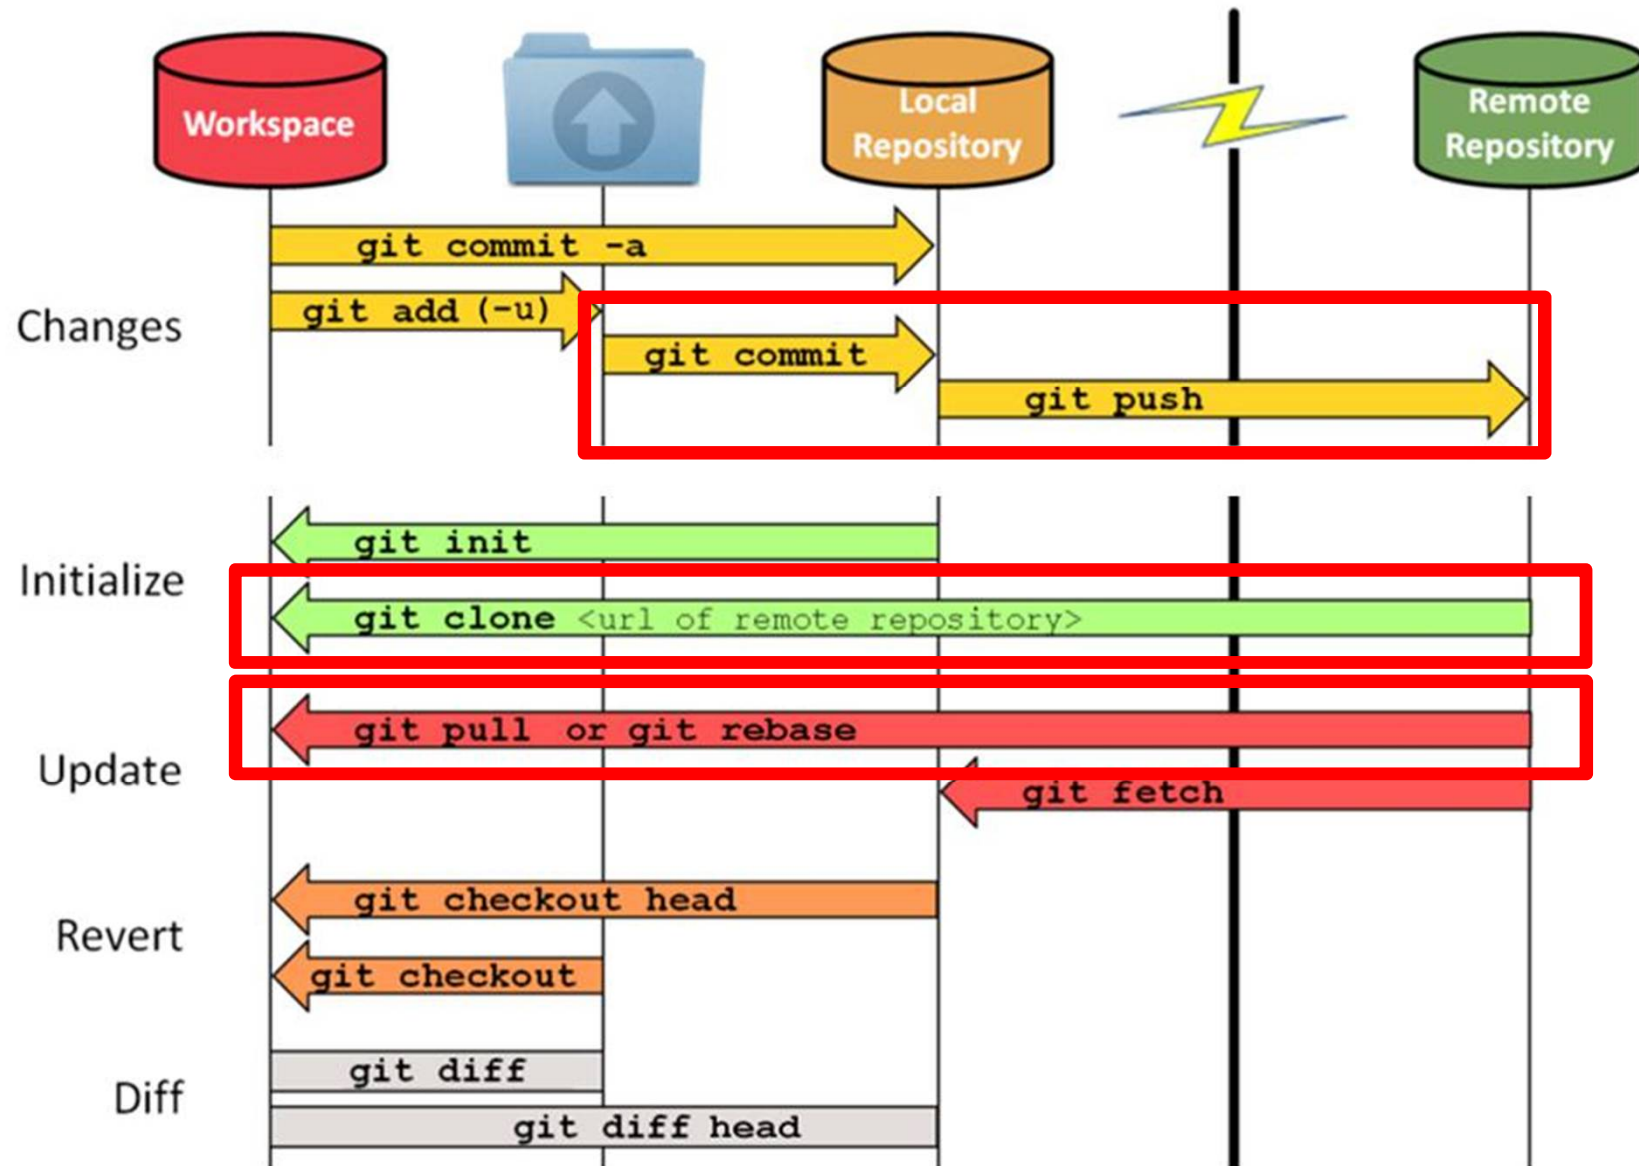 Workspace
Local
Repository
Remote
Repository
Changes
git commit -a
git add (-u)
git commit
git push
Initialize
git init
git clone <url of remote repository>
Update
git pull or git rebase
git fetch
Revert
git checkout head
git checkout
Diff
git diff
git diff head